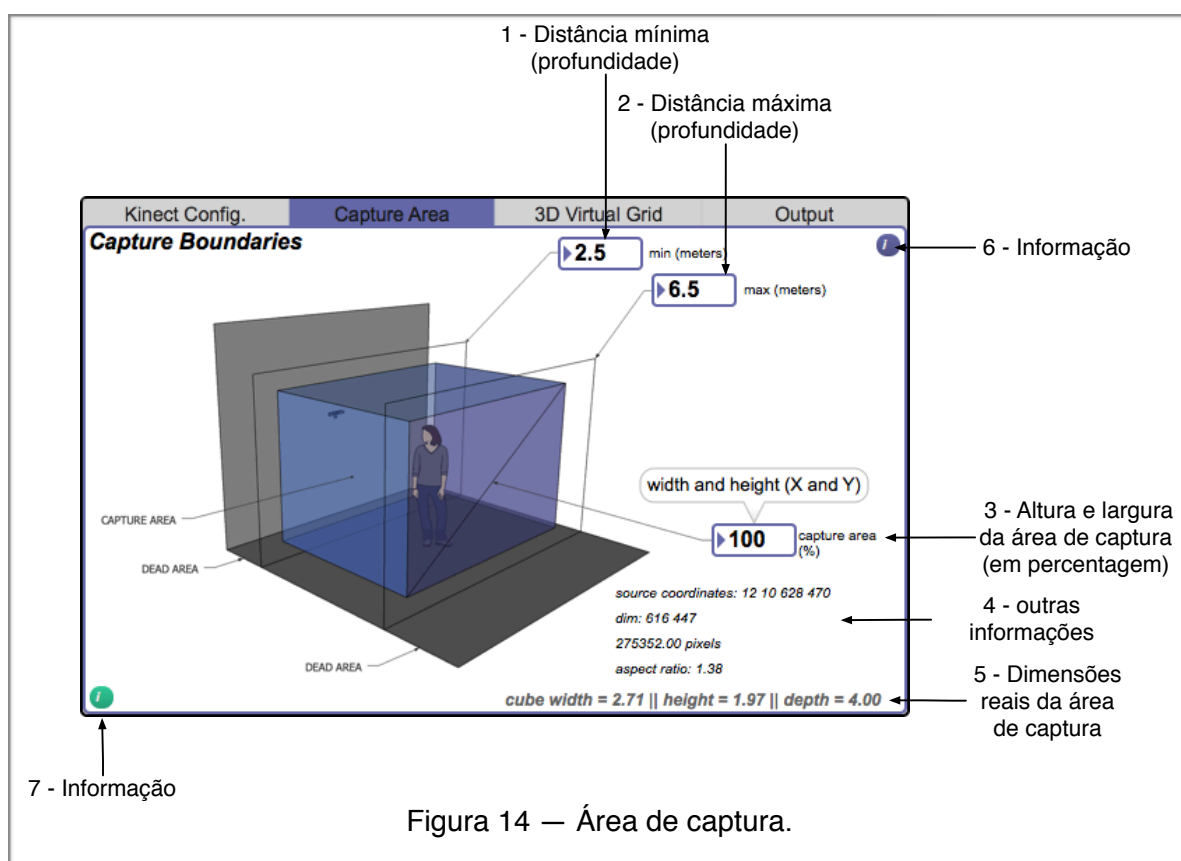 1 - Distância mínima
(profundidade)
2 - Distância máxima
(profundidade)
Kinect Config.
Capture Area
3D Virtual Grid
Output
Capture Boundaries
2.5
min (meters)
i
6 - Informação
6.5
max (meters)
width and height (X and Y)
100
capture area
(%)
3 - Altura e largura
da área de captura
(em percentagem)
CAPTURE AREA
DEAD AREA
source coordinates: 12 10 628 470
dim: 616 447
4 - outras
informações
275352.00 pixels
aspect ratio: 1.38
DEAD AREA
i
cube width = 2.71 || height = 1.97 || depth = 4.00
5 - Dimensões
reais da área
de captura
7 - Informação
Figura 14 — Área de captura.